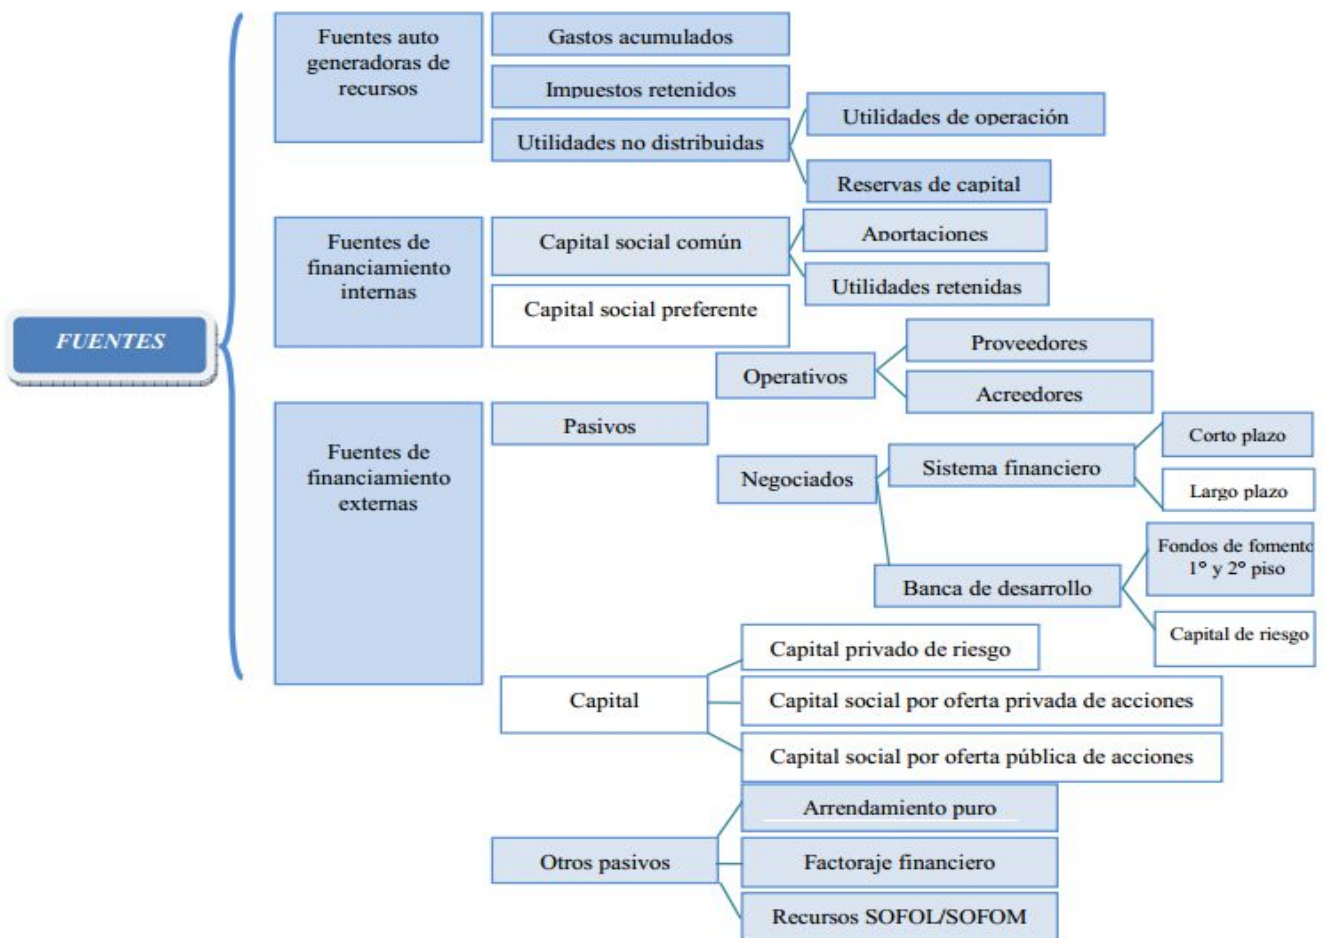 FUENTES
Fuentes auto
generadoras de
recursos
Gastos acumulados
Impuestos retenidos
Utilidades no distribuidas
Utilidades de operación
Reservas de capital
Fuentes de
financiamiento
internas
Capital social común
Aportaciones
Utilidades retenidas
Capital social preferente
Fuentes de
financiamiento
externas
Pasivos
Operativos
Proveedores
Acreedores
Negociados
Sistema financiero
Corto plazo
Largo plazo
Banca de desarrollo
Fondos de fomento
1º y 2º piso
Capital de riesgo
Capital
Capital privado de riesgo
Capital social por oferta privada de acciones
Capital social por oferta pública de acciones
Otros pasivos
Arrendamiento puro
Factoraje financiero
Recursos SOFOL/SOFOM